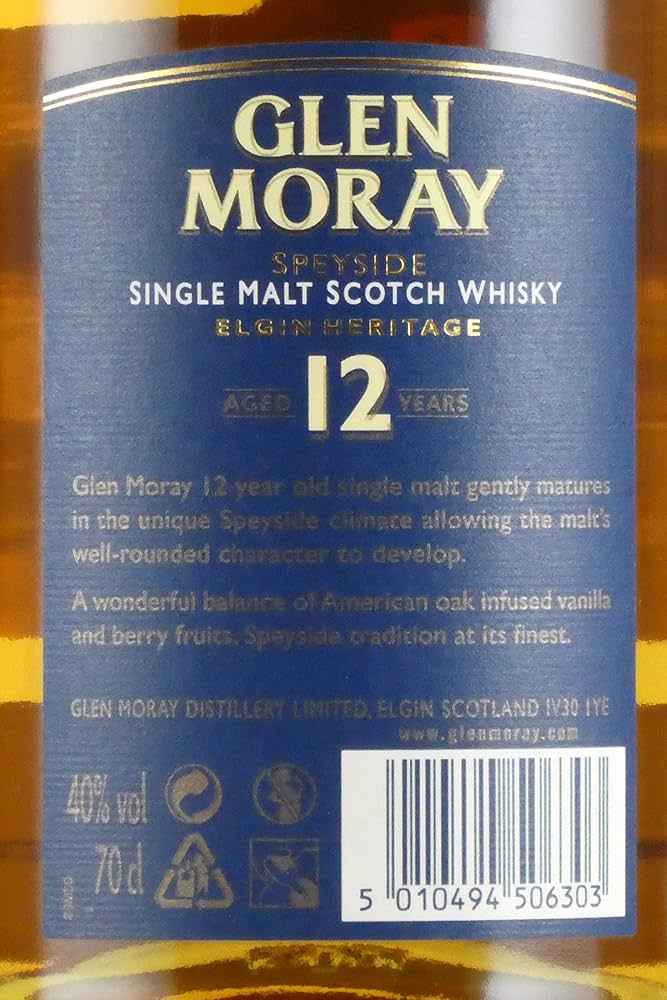 GLEN
MORAY
SPEYSIDE
SINGLE MALT SCOTCH WHISKY
ELGIN HERITAGE
AGED 12 YEARS
Glen Moray 12 year old single malt gently matures
in the unique Speyside climate allowing the malt's
well-rounded character to develop.
A wonderful balance of American oak infused vanilla
and berry fruits. Speyside tradition at its finest.
GLEN MORAY DISTILLERY LIMITED, ELGIN SCOTLAND IV30 1YE
www.glenmoray.com
40% vol
70 cl
5 010494 506303